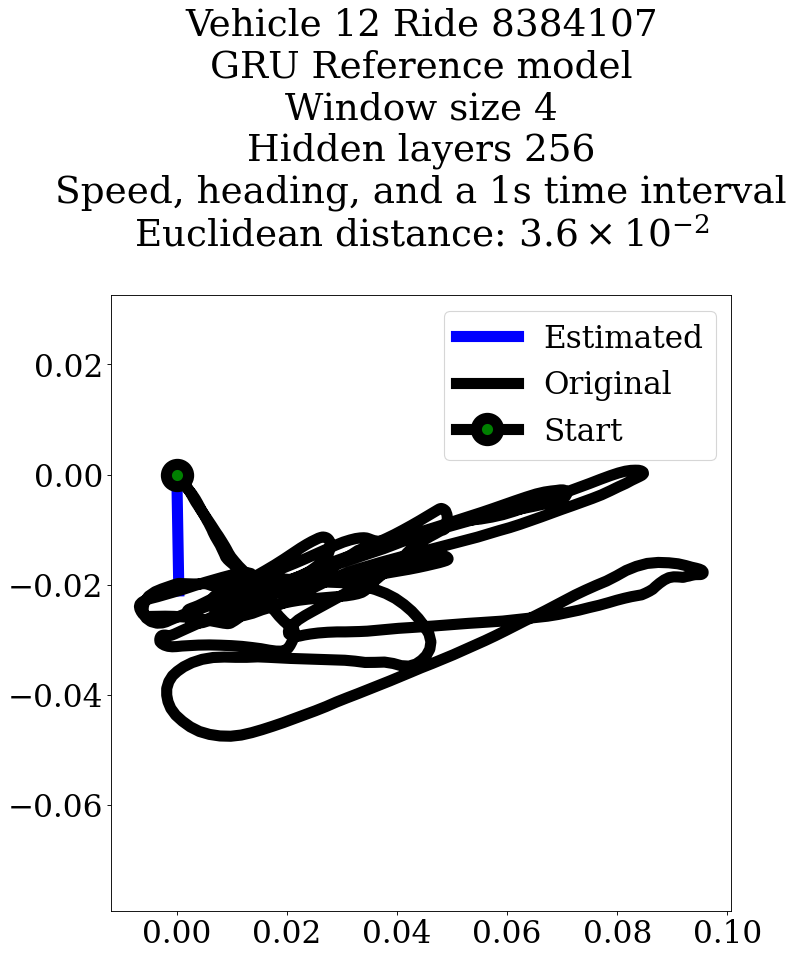 Vehicle 12 Ride 8384107
GRU Reference model
Window size 4
Hidden layers 256
Speed, heading, and a 1s time interval
Euclidean distance: 3.6 × 10⁻²
Estimated
Original
Start
0.02
0.00
−0.02
−0.04
−0.06
0.00 0.02 0.04 0.06 0.08 0.10